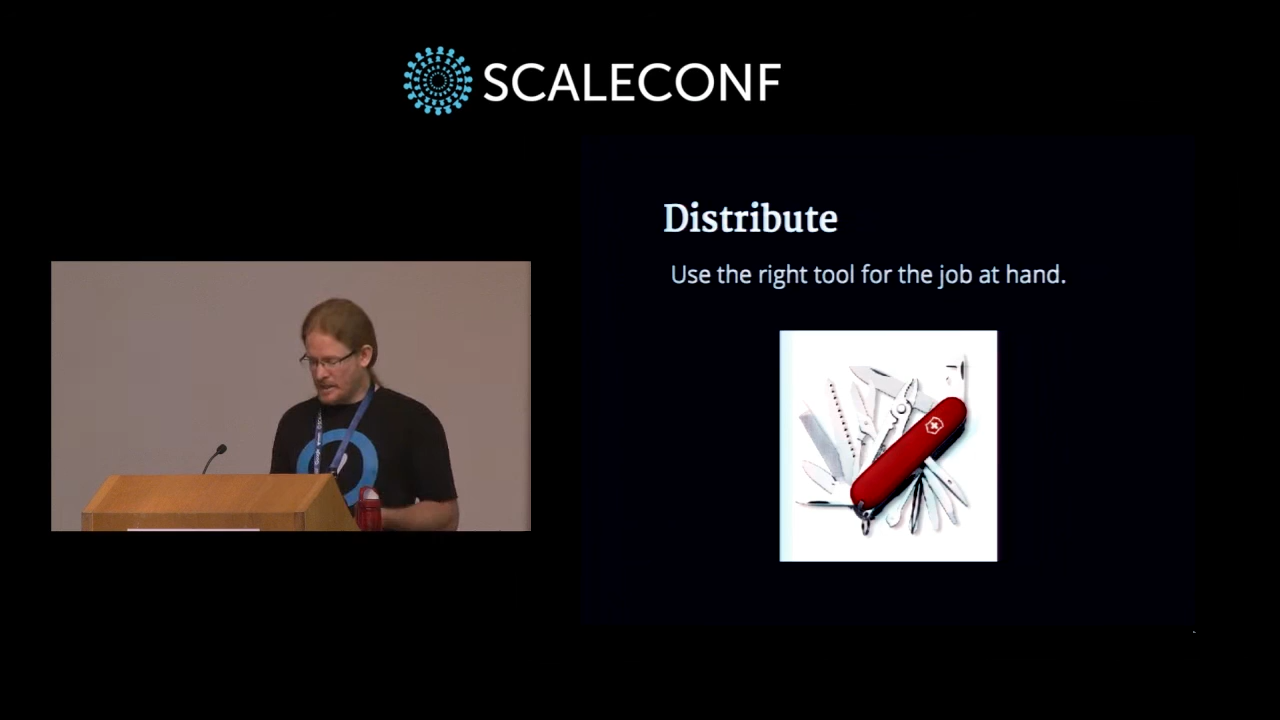 SCALECONF
Distribute
Use the right tool for the job at hand.